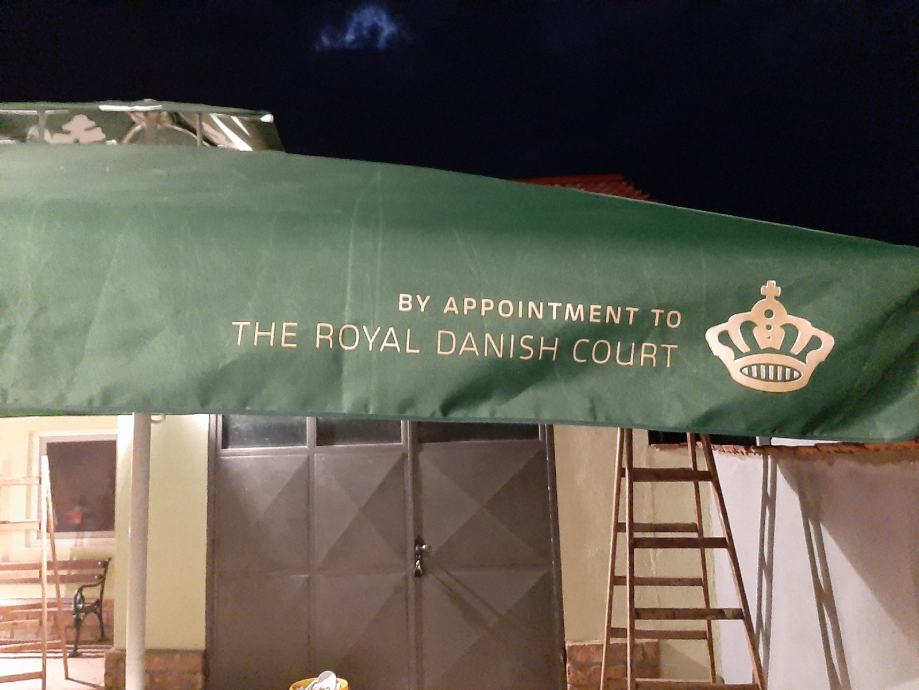 BY APPOINTMENT TO
THE ROYAL DANISH COURT